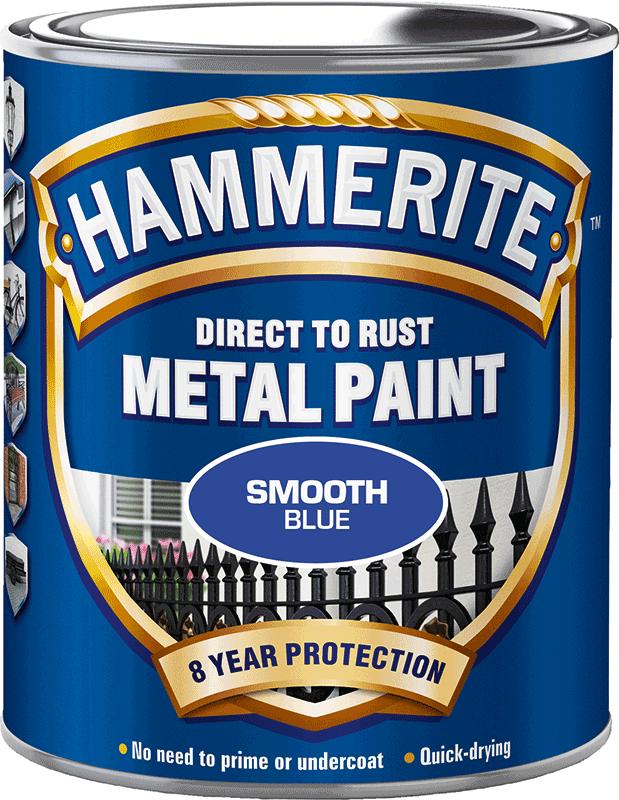 HAMMERITE
TM
DIRECT TO RUST
METAL PAINT
SMOOTH
BLUE
8 YEAR PROTECTION
• No need to prime or undercoat • Quick-drying